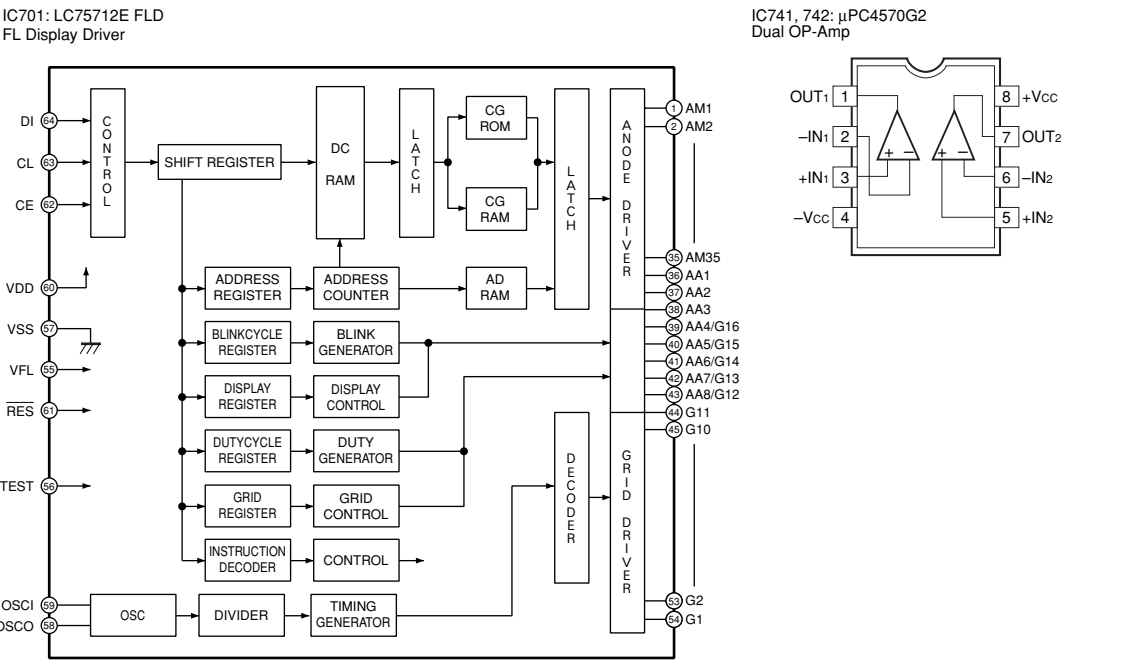 IC701: LC75712E FLD
FL Display Driver
DI 64
CL 63
CE 62
VDD 60
VSS 57
VFL 55
RES 61
TEST 56
OSCI 59
OSCO 58
CONTROL
SHIFT REGISTER
DC
RAM
LATCH
CG
ROM
CG
RAM
LATCH
ANODE DRIVER
ADDRESS
REGISTER
ADDRESS
COUNTER
AD
RAM
BLINKCYCLE
REGISTER
BLINK
GENERATOR
DISPLAY
REGISTER
DISPLAY
CONTROL
DUTYCYCLE
REGISTER
DUTY
GENERATOR
GRID
REGISTER
GRID
CONTROL
INSTRUCTION
DECODER
CONTROL
OSC
DIVIDER
TIMING
GENERATOR
DECODER
GRID DRIVER
1 AM1
2 AM2
35 AM35
36 AA1
37 AA2
38 AA3
39 AA4/G16
40 AA5/G15
41 AA6/G14
42 AA7/G13
43 AA8/G12
44 G11
45 G10
53 G2
54 G1
IC741, 742: µPC4570G2
Dual OP-Amp
OUT1 1
–IN1 2
+IN1 3
–VCC 4
8 +VCC
7 OUT2
6 –IN2
5 +IN2
+ –
+ –